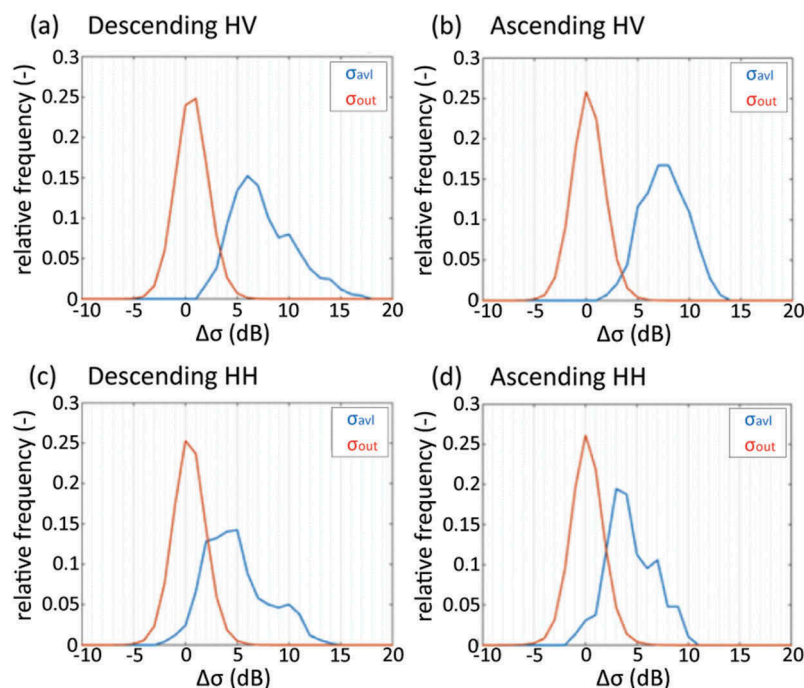 (a) Descending HV
relative frequency (-)
0.3
0.25
0.2
0.15
0.1
0.05
0
σavl
σout
-10 -5 0 5 10 15 20
Δσ (dB)
(b) Ascending HV
relative frequency (-)
0.3
0.25
0.2
0.15
0.1
0.05
0
σavl
σout
-10 -5 0 5 10 15 20
Δσ (dB)
(c) Descending HH
relative frequency (-)
0.3
0.25
0.2
0.15
0.1
0.05
0
σavl
σout
-10 -5 0 5 10 15 20
Δσ (dB)
(d) Ascending HH
relative frequency (-)
0.3
0.25
0.2
0.15
0.1
0.05
0
σavl
σout
-10 -5 0 5 10 15 20
Δσ (dB)